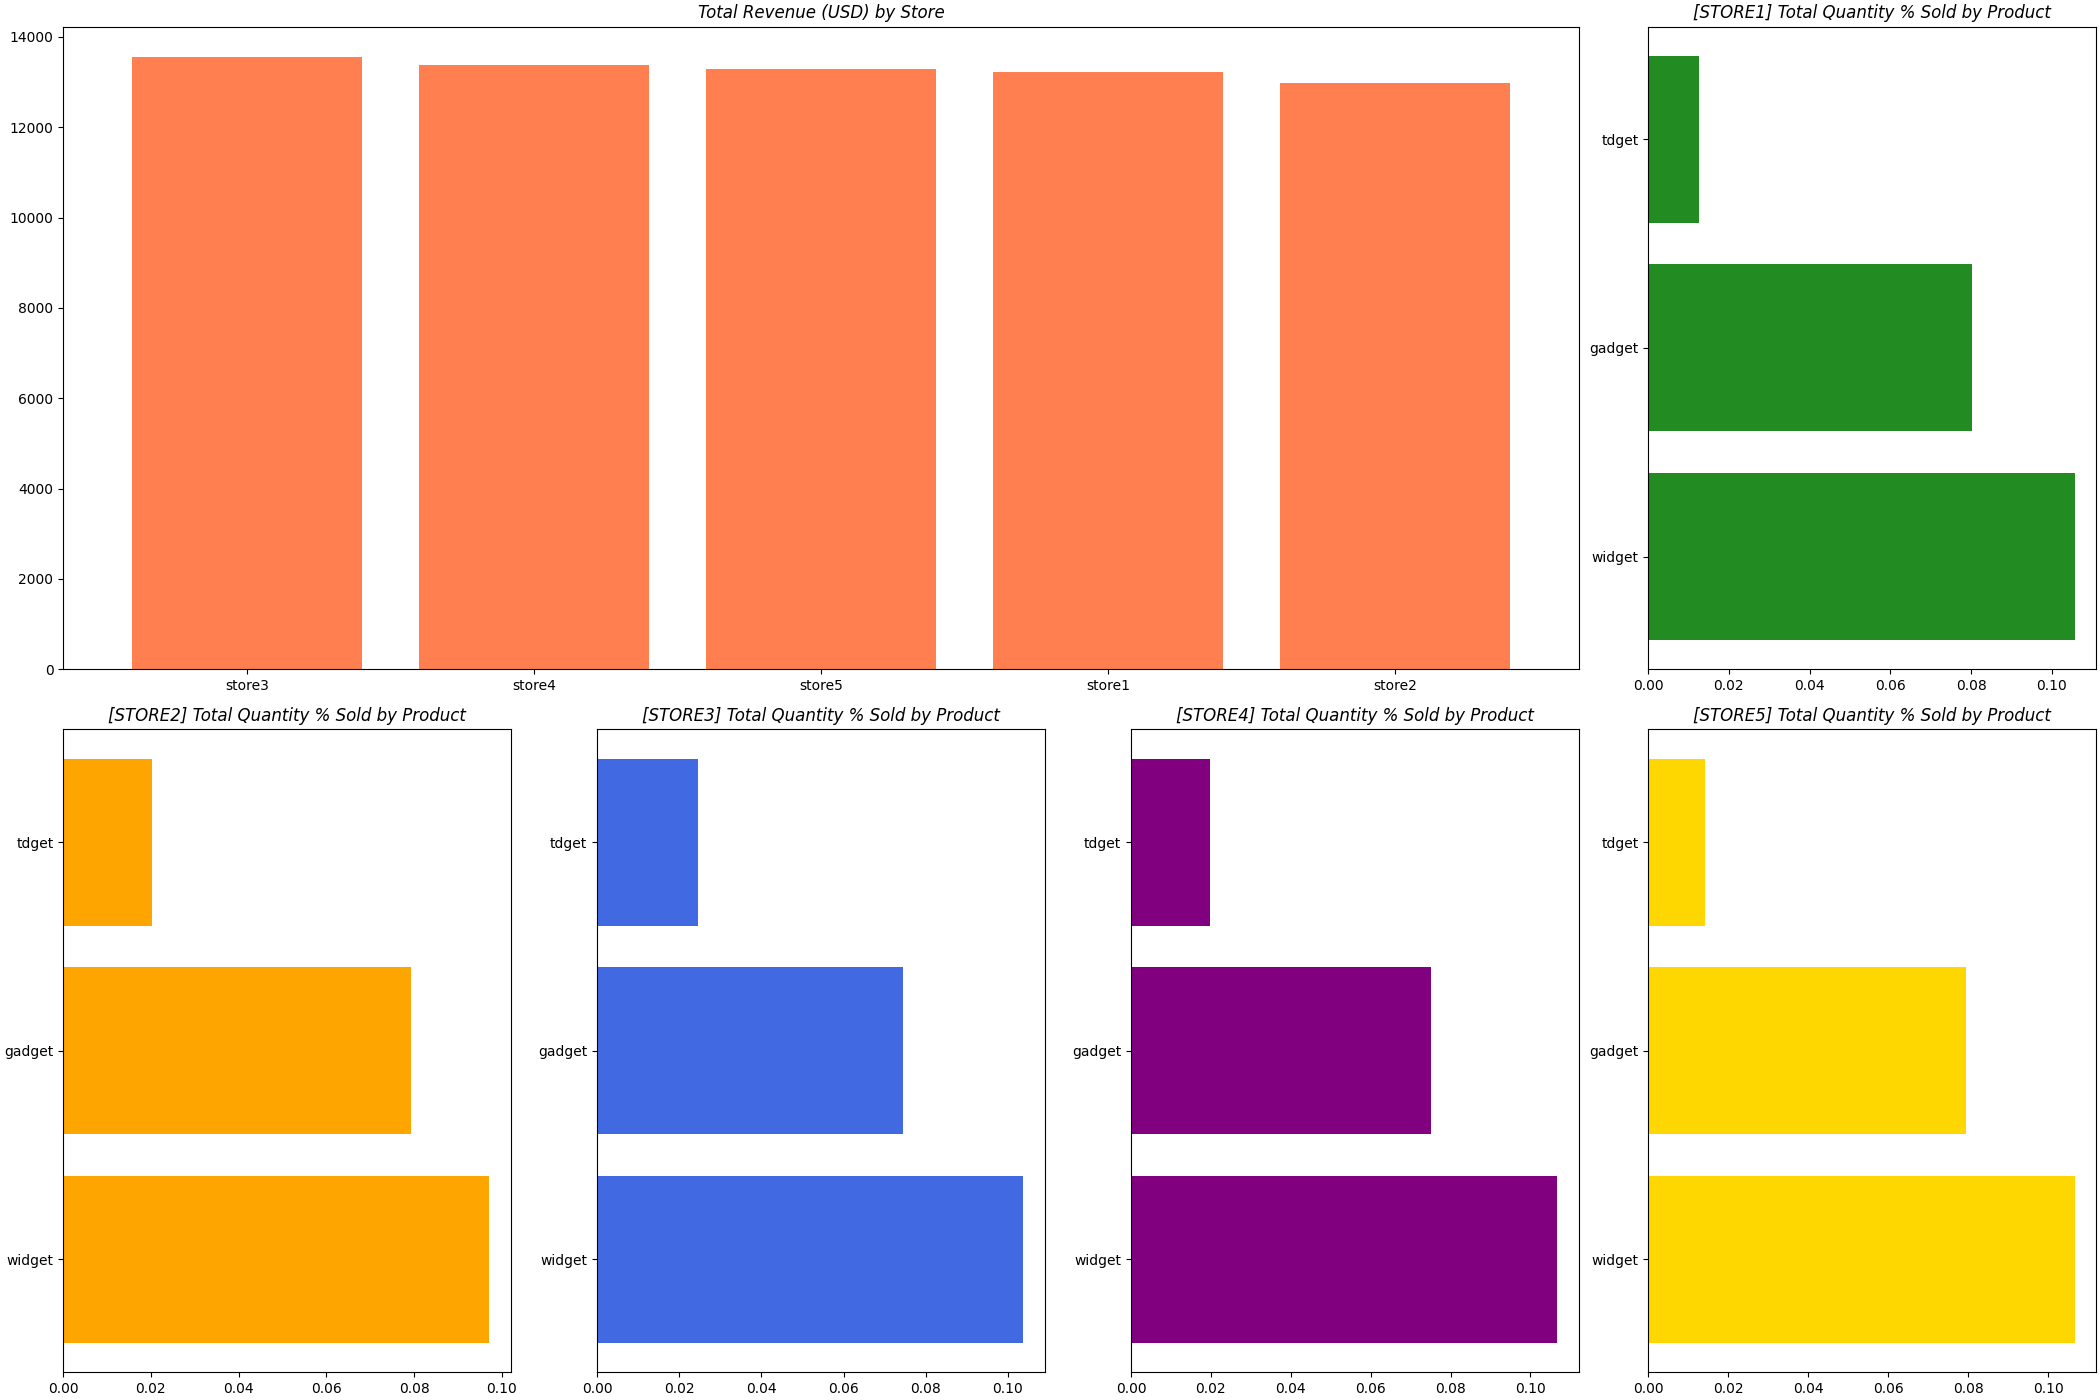 Total Revenue (USD) by Store
14000
12000
10000
8000
6000
4000
2000
0
store3 store4 store5 store1 store2
[STORE1] Total Quantity % Sold by Product
tdget
gadget
widget
0.00 0.02 0.04 0.06 0.08 0.10
[STORE2] Total Quantity % Sold by Product
tdget
gadget
widget
0.00 0.02 0.04 0.06 0.08 0.10
[STORE3] Total Quantity % Sold by Product
tdget
gadget
widget
0.00 0.02 0.04 0.06 0.08 0.10
[STORE4] Total Quantity % Sold by Product
tdget
gadget
widget
0.00 0.02 0.04 0.06 0.08 0.10
[STORE5] Total Quantity % Sold by Product
tdget
gadget
widget
0.00 0.02 0.04 0.06 0.08 0.10